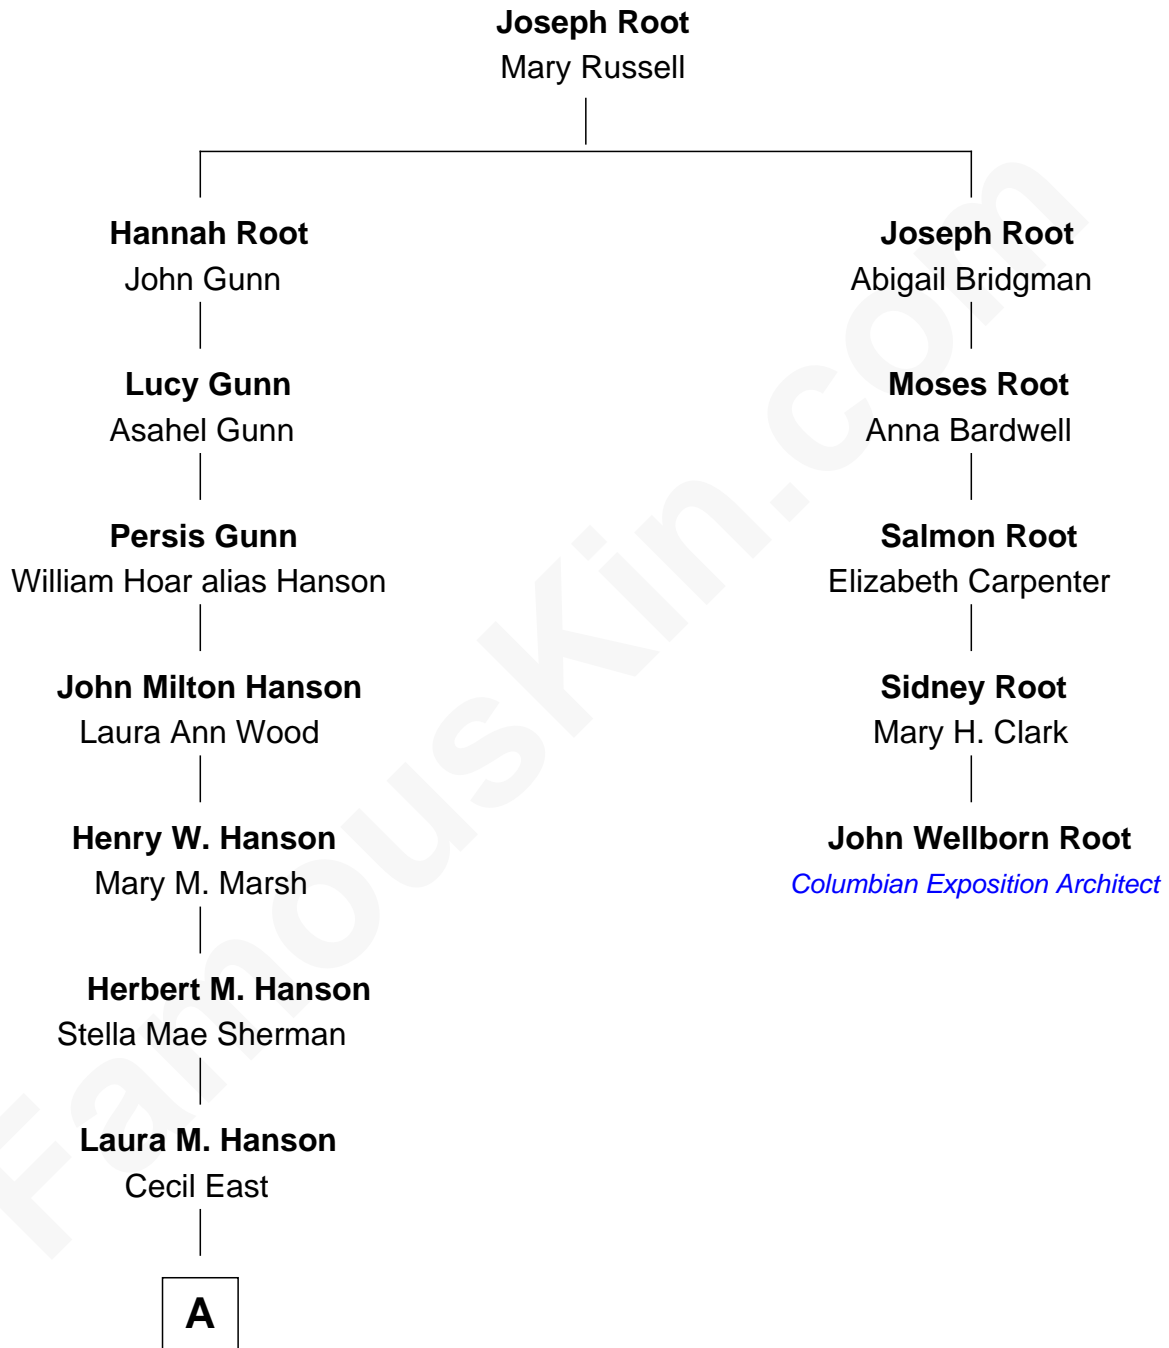 Joseph Root
Mary Russell
Hannah Root
John Gunn
Joseph Root
Abigail Bridgman
Lucy Gunn
Asahel Gunn
Moses Root
Anna Bardwell
Persis Gunn
William Hoar alias Hanson
Salmon Root
Elizabeth Carpenter
John Milton Hanson
Laura Ann Wood
Sidney Root
Mary H. Clark
Henry W. Hanson
Mary M. Marsh
John Wellborn Root
Columbian Exposition Architect
Herbert M. Hanson
Stella Mae Sherman
Laura M. Hanson
Cecil East
A
FamousKin.com